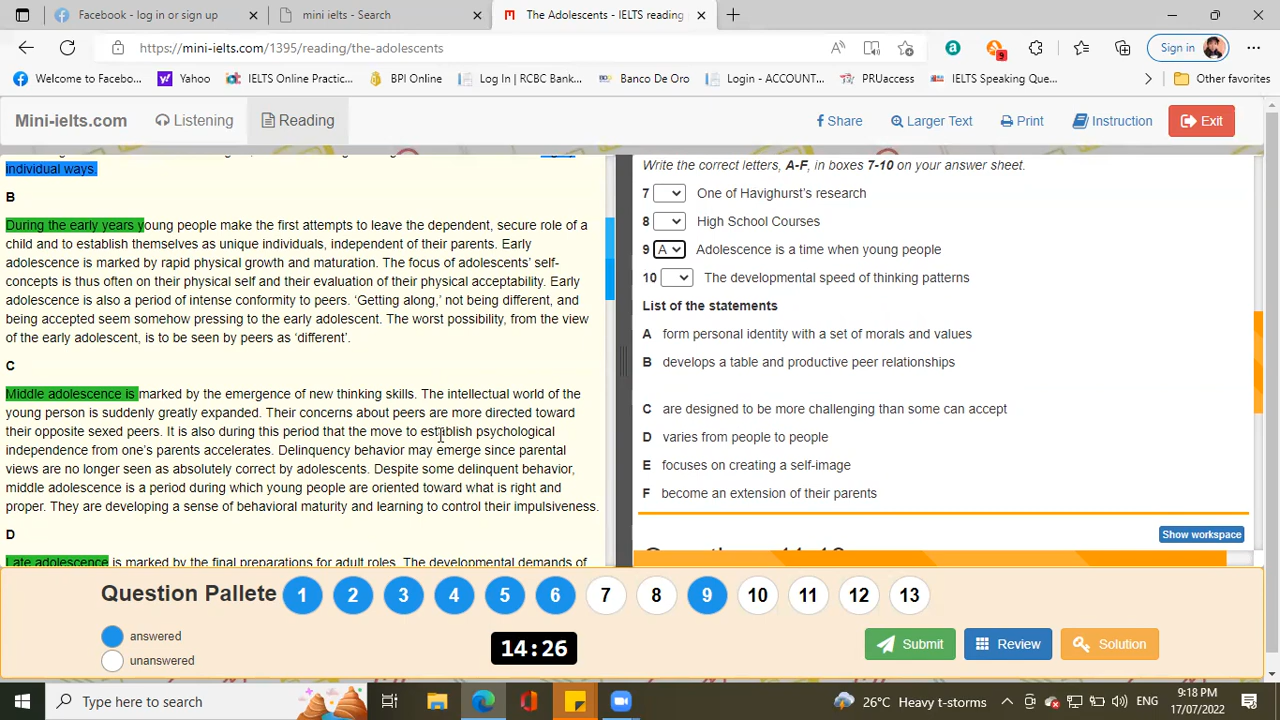 Facebook - log in or sign up
mini ielts - Search
The Adolescents - IELTS reading
https://mini-ielts.com/1395/reading/the-adolescents
Sign in
Welcome to Facebo...
Yahoo
IELTS Online Practic...
BPI Online
Log In | RCBC Bank...
Banco De Oro
Login - ACCOUNT...
PRUaccess
IELTS Speaking Que...
Other favorites
Mini-ielts.com
Listening
Reading
Share
Larger Text
Print
Instruction
Exit
individual ways.
B
During the early years young people make the first attempts to leave the dependent, secure role of a
child and to establish themselves as unique individuals, independent of their parents. Early
adolescence is marked by rapid physical growth and maturation. The focus of adolescents' self-
concepts is thus often on their physical self and their evaluation of their physical acceptability. Early
adolescence is also a period of intense conformity to peers. 'Getting along,' not being different, and
being accepted seem somehow pressing to the early adolescent. The worst possibility, from the view
of the early adolescent, is to be seen by peers as 'different'.
C
Middle adolescence is marked by the emergence of new thinking skills. The intellectual world of the
young person is suddenly greatly expanded. Their concerns about peers are more directed toward
their opposite sexed peers. It is also during this period that the move to establish psychological
independence from one's parents accelerates. Delinquency behavior may emerge since parental
views are no longer seen as absolutely correct by adolescents. Despite some delinquent behavior,
middle adolescence is a period during which young people are oriented toward what is right and
proper. They are developing a sense of behavioral maturity and learning to control their impulsiveness.
D
Late adolescence is marked by the final preparations for adult roles. The developmental demands of
Write the correct letters, A-F, in boxes 7-10 on your answer sheet.
7 One of Havighurst's research
8 High School Courses
9 A Adolescence is a time when young people
10 The developmental speed of thinking patterns
List of the statements
A form personal identity with a set of morals and values
B develops a table and productive peer relationships
C are designed to be more challenging than some can accept
D varies from people to people
E focuses on creating a self-image
F become an extension of their parents
Show workspace
Question Pallete
1 2 3 4 5 6 7 8 9 10 11 12 13
answered
unanswered
14:26
Submit
Review
Solution
Type here to search
26°C Heavy t-storms
ENG
9:18 PM
17/07/2022
9